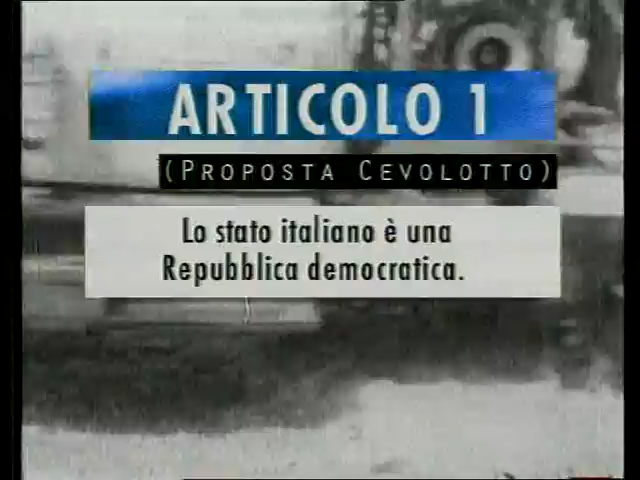 ARTICOLO 1
(PROPOSTA CEVOLOTTO)
Lo stato italiano è una
Repubblica democratica.